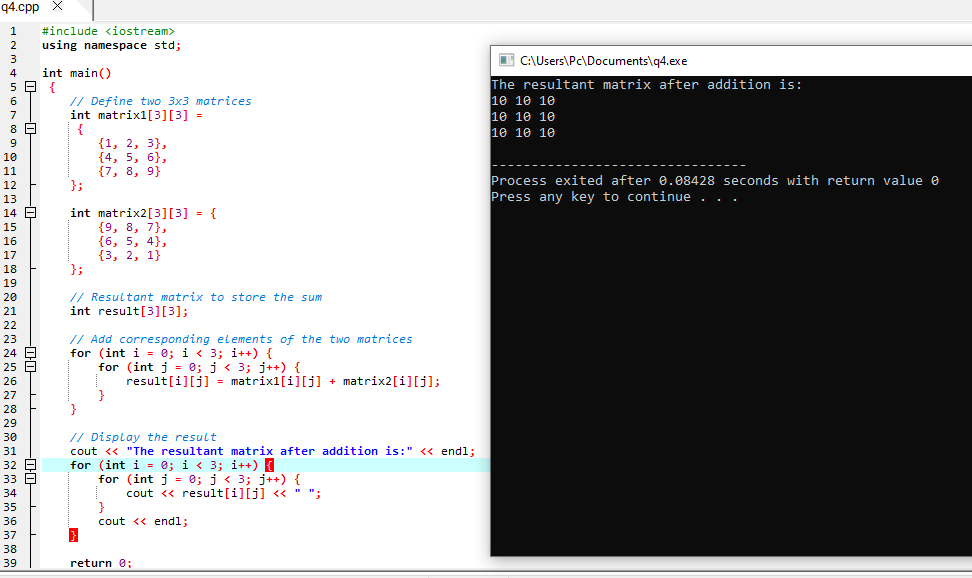 q4.cpp
1 #include <iostream>
2 using namespace std;
3
4 int main()
5 {
6 // Define two 3x3 matrices
7 int matrix1[3][3] =
8 {
9 {1, 2, 3},
10 {4, 5, 6},
11 {7, 8, 9}
12 };
13
14 int matrix2[3][3] = {
15 {9, 8, 7},
16 {6, 5, 4},
17 {3, 2, 1}
18 };
19
20 // Resultant matrix to store the sum
21 int result[3][3];
22
23 // Add corresponding elements of the two matrices
24 for (int i = 0; i < 3; i++) {
25 for (int j = 0; j < 3; j++) {
26 result[i][j] = matrix1[i][j] + matrix2[i][j];
27 }
28 }
29
30 // Display the result
31 cout << "The resultant matrix after addition is:" << endl;
32 for (int i = 0; i < 3; i++) {
33 for (int j = 0; j < 3; j++) {
34 cout << result[i][j] << " ";
35 }
36 cout << endl;
37 }
38
39 return 0;
C:\Users\Pc\Documents\q4.exe
The resultant matrix after addition is:
10 10 10
10 10 10
10 10 10
--------------------------------
Process exited after 0.08428 seconds with return value 0
Press any key to continue . . .